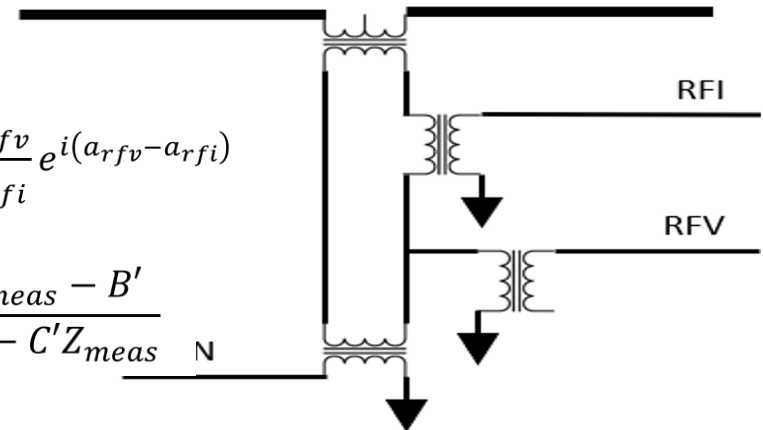 RFI
fv
fi e^{i(a_{rfv}−a_{rfi})}
RFV
meas − B′
− C′Z_{meas}
N